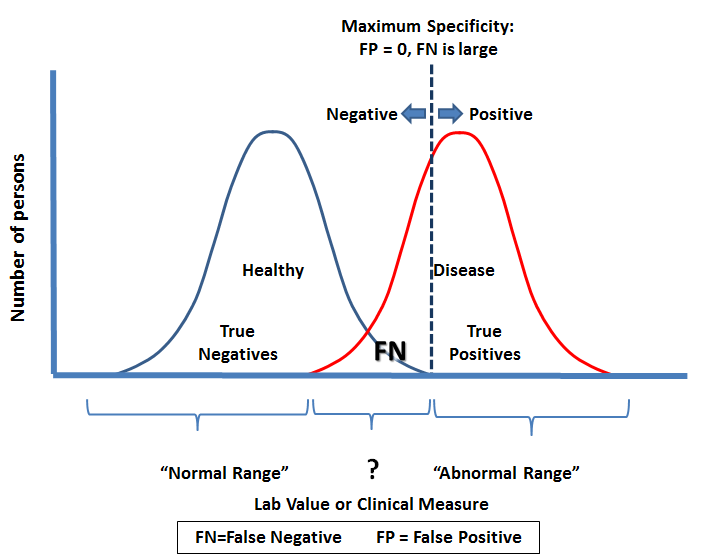 Maximum Specificity:
FP = 0, FN is large
Negative
Positive
Number of persons
Healthy
Disease
True
Negatives
FN
True
Positives
“Normal Range”
?
“Abnormal Range”
Lab Value or Clinical Measure
FN=False Negative FP = False Positive